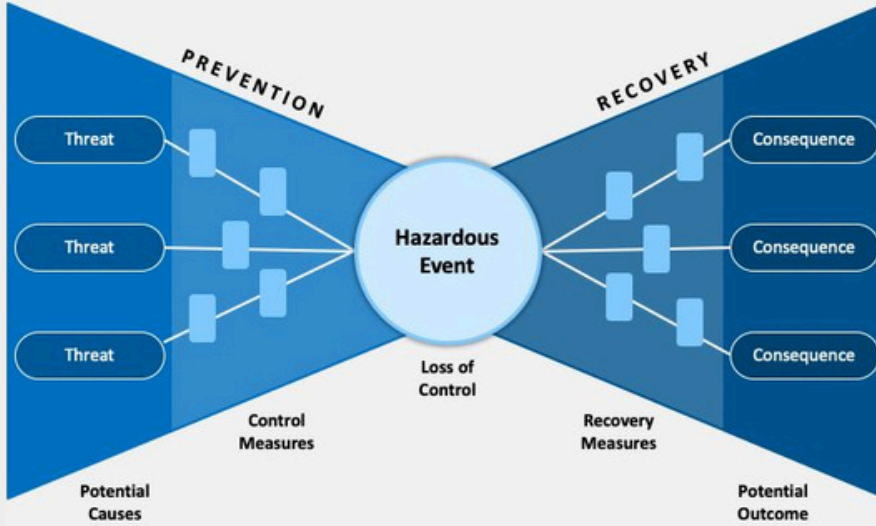 PREVENTION
RECOVERY
Threat
Consequence
Hazardous
Event
Threat
Consequence
Threat
Consequence
Loss of
Control
Control
Measures
Recovery
Measures
Potential
Causes
Potential
Outcome